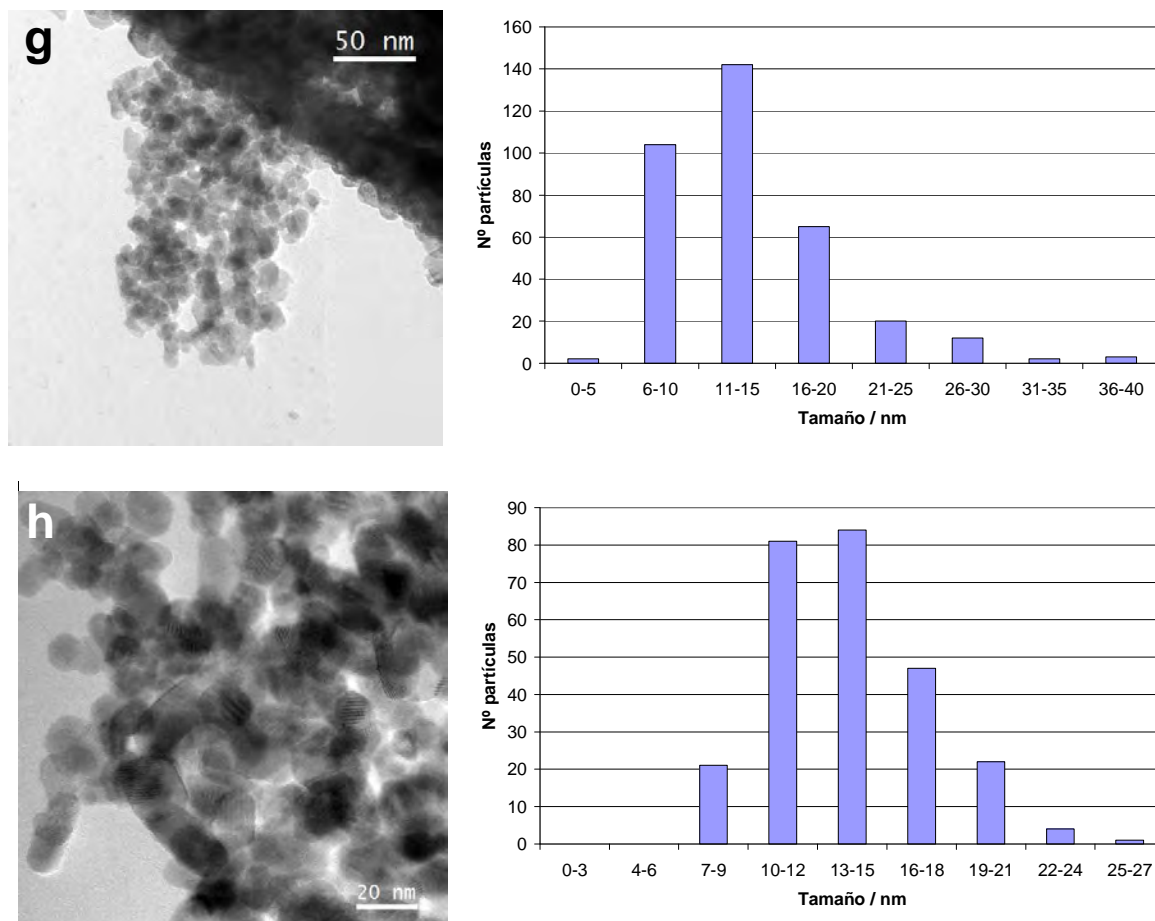 g
50 nm
160
140
120
100
80
60
40
20
0
Nº partículas
0-5 6-10 11-15 16-20 21-25 26-30 31-35 36-40
Tamaño / nm
h
20 nm
90
80
70
60
50
40
30
20
10
0
Nº partículas
0-3 4-6 7-9 10-12 13-15 16-18 19-21 22-24 25-27
Tamaño / nm